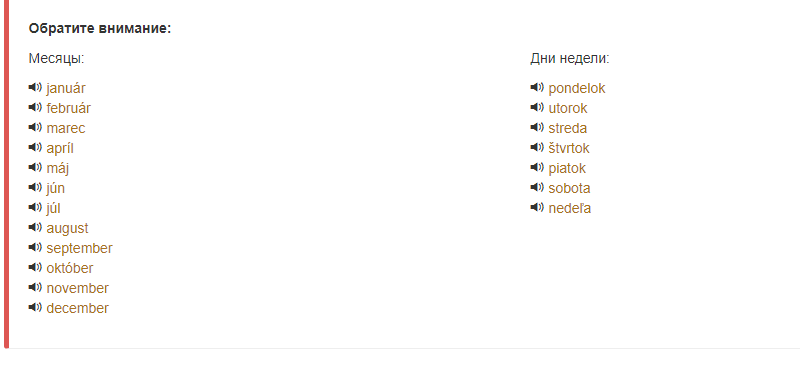 Обратите внимание:
Месяцы:
január
február
marec
apríl
máj
jún
júl
august
september
október
november
december
Дни недели:
pondelok
utorok
streda
štvrtok
piatok
sobota
nedeľa